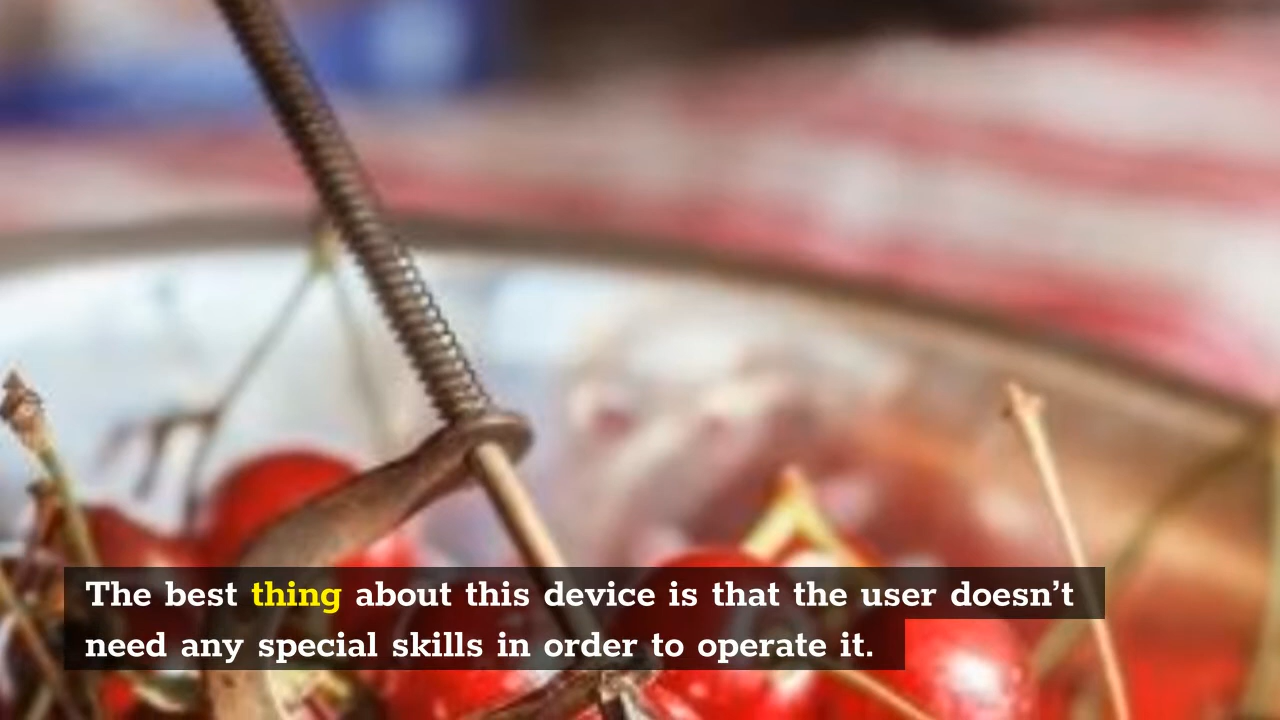 The best thing about this device is that the user doesn’t
need any special skills in order to operate it.